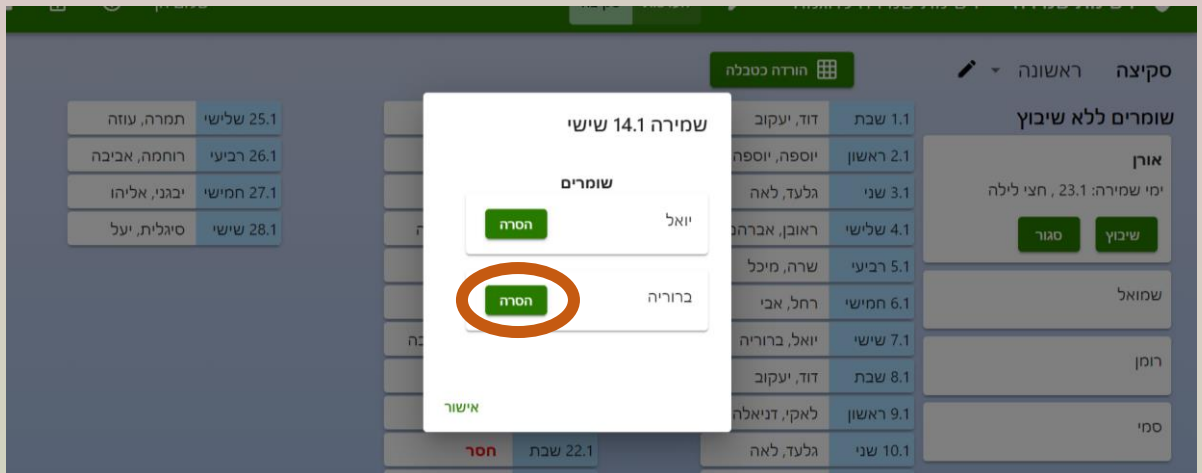 סקיצה ראשונה
הורדה כטבלה
שומרים ללא שיבוץ
אורן
ימי שמירה: 23.1 , חצי לילה
שיבוץ סגור
שמואל
רומן
סמי
1.1 שבת דוד, יעקוב
2.1 ראשון יוספה, יוספה
3.1 שני גלעד, לאה
4.1 שלישי ראובן, אברהם
5.1 רביעי שרה, מיכל
6.1 חמישי רחל, אבי
7.1 שישי יואל, ברוריה
8.1 שבת דוד, יעקוב
9.1 ראשון לאקי, דניאלה
10.1 שני גלעד, לאה
שמירה 14.1 שישי
שומרים
יואל הסרה
ברוריה הסרה
אישור
22.1 שבת חסר
25.1 שלישי תמרה, עוזה
26.1 רביעי רוחמה, אביבה
27.1 חמישי יבגני, אליהו
28.1 שישי סיגלית, יעל